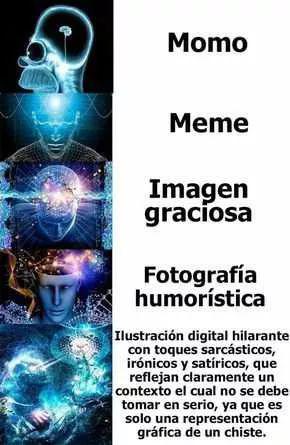 Momo
Meme
Imagen
graciosa
Fotografía
humorística
Ilustración digital hilarante
con toques sarcásticos,
irónicos y satíricos, que
reflejan claramente un
contexto el cual no se debe
tomar en serio, ya que es
solo una representación
gráfica de un chiste.